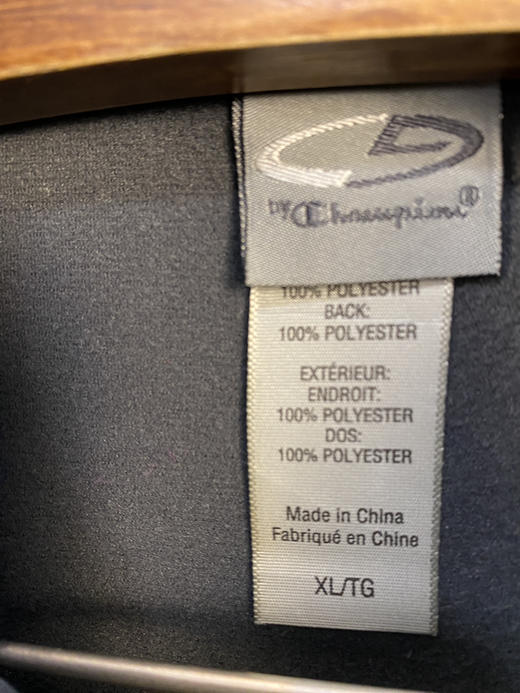 by Champion®
100% POLYESTER
BACK:
100% POLYESTER
EXTÉRIEUR:
ENDROIT:
100% POLYESTER
DOS:
100% POLYESTER
Made in China
Fabriqué en Chine
XL/TG